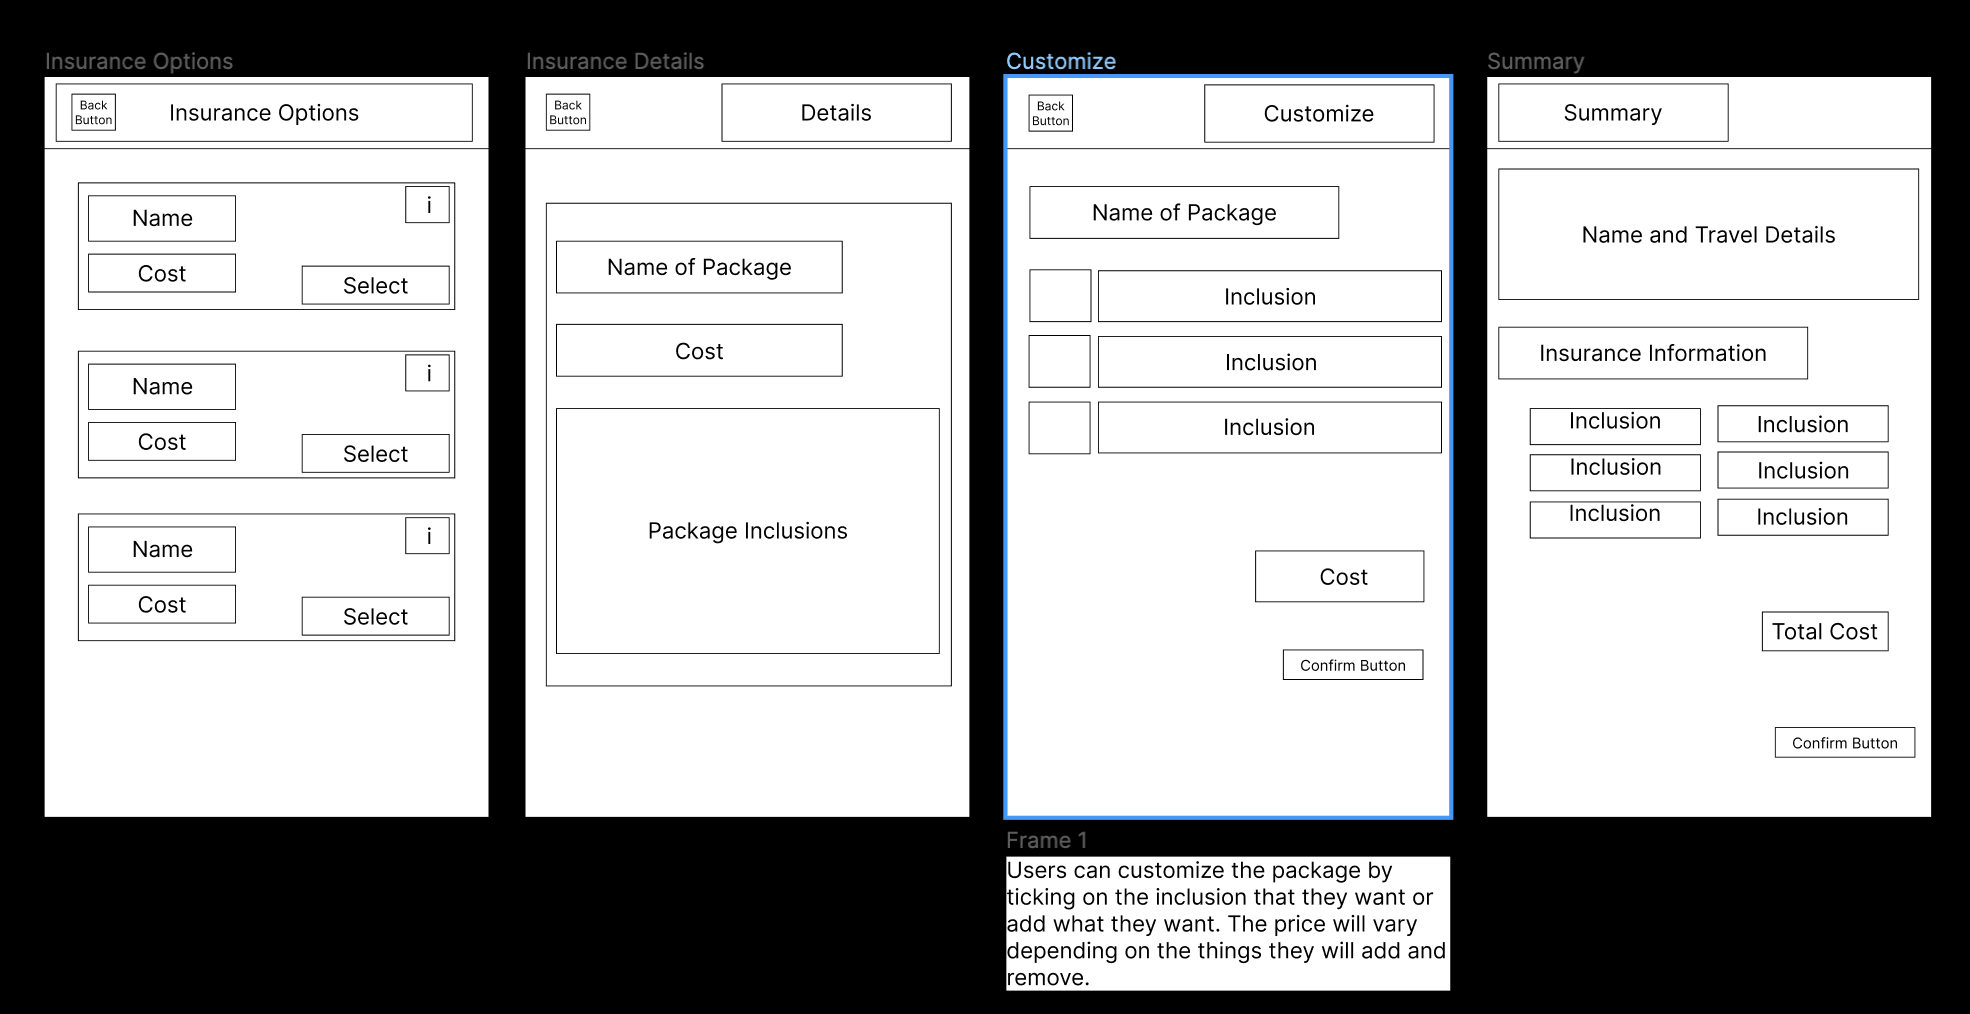 Insurance Options
Back
Button
Insurance Options
Name
i
Cost
Select
Name
i
Cost
Select
Name
i
Cost
Select
Insurance Details
Back
Button
Details
Name of Package
Cost
Package Inclusions
Customize
Back
Button
Customize
Name of Package
Inclusion
Inclusion
Inclusion
Cost
Confirm Button
Frame 1
Users can customize the package by
ticking on the inclusion that they want or
add what they want. The price will vary
depending on the things they will add and
remove.
Summary
Summary
Name and Travel Details
Insurance Information
Inclusion Inclusion
Inclusion Inclusion
Inclusion Inclusion
Total Cost
Confirm Button